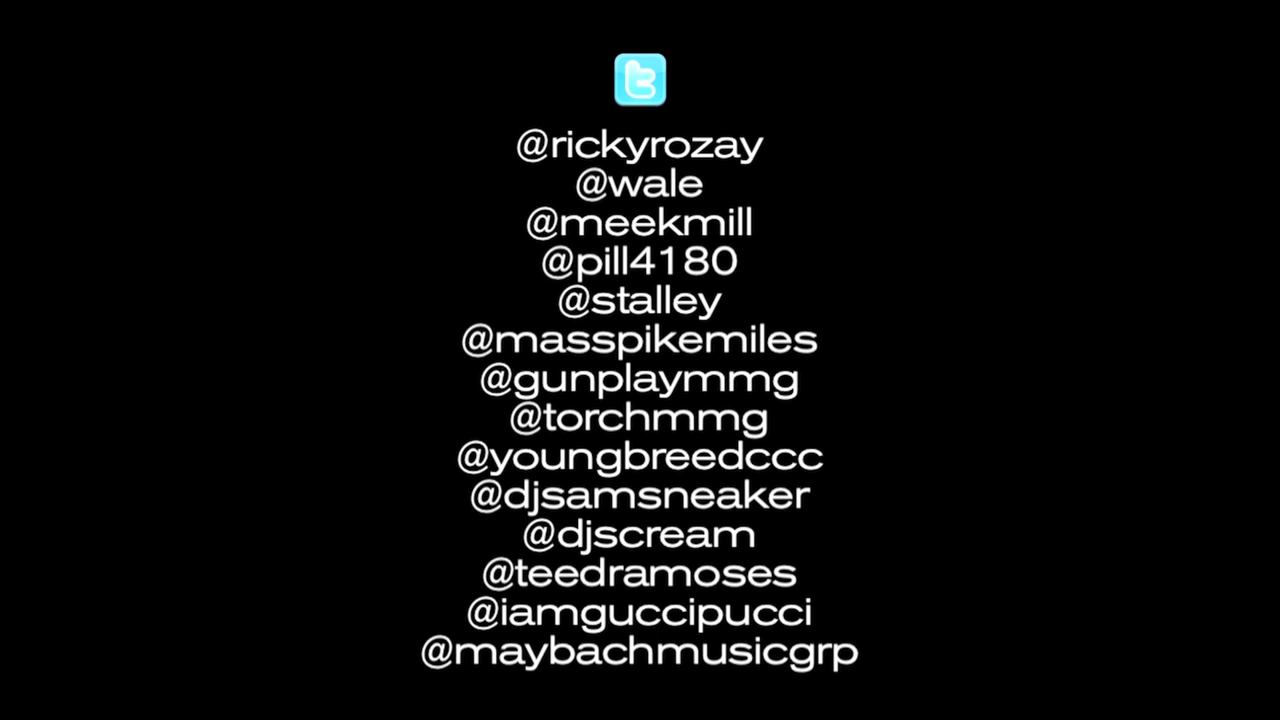 t
@rickyrozay
@wale
@meekmill
@pill4180
@stalley
@masspikemiles
@gunplaymmg
@torchmmg
@youngbreedccc
@djsamsneaker
@djscream
@teedramoses
@iamguccipucci
@maybachmusicgrp